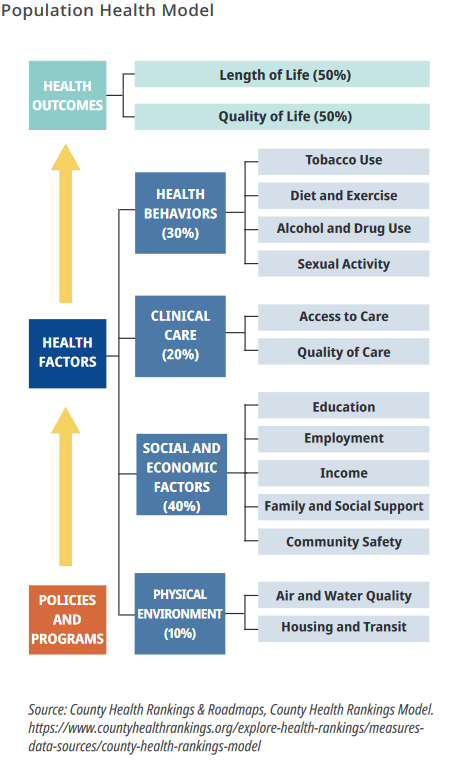 Population Health Model
HEALTH
OUTCOMES
Length of Life (50%)
Quality of Life (50%)
HEALTH
BEHAVIORS
(30%)
Tobacco Use
Diet and Exercise
Alcohol and Drug Use
Sexual Activity
HEALTH
FACTORS
CLINICAL
CARE
(20%)
Access to Care
Quality of Care
SOCIAL AND
ECONOMIC
FACTORS
(40%)
Education
Employment
Income
Family and Social Support
Community Safety
POLICIES
AND
PROGRAMS
PHYSICAL
ENVIRONMENT
(10%)
Air and Water Quality
Housing and Transit
Source: County Health Rankings & Roadmaps, County Health Rankings Model.
https://www.countyhealthrankings.org/explore-health-rankings/measures-
data-sources/county-health-rankings-model